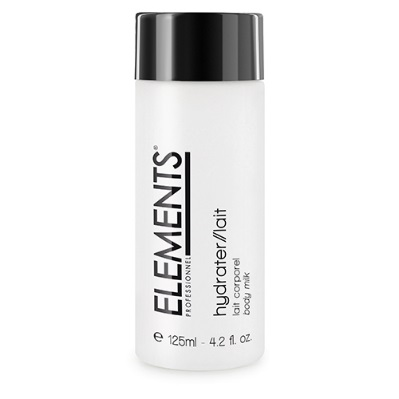 ELEMENTS®
PROFESSIONNEL
hydrater//lait
lait corporel
body milk
℮ 125ml - 4.2 fl. oz.